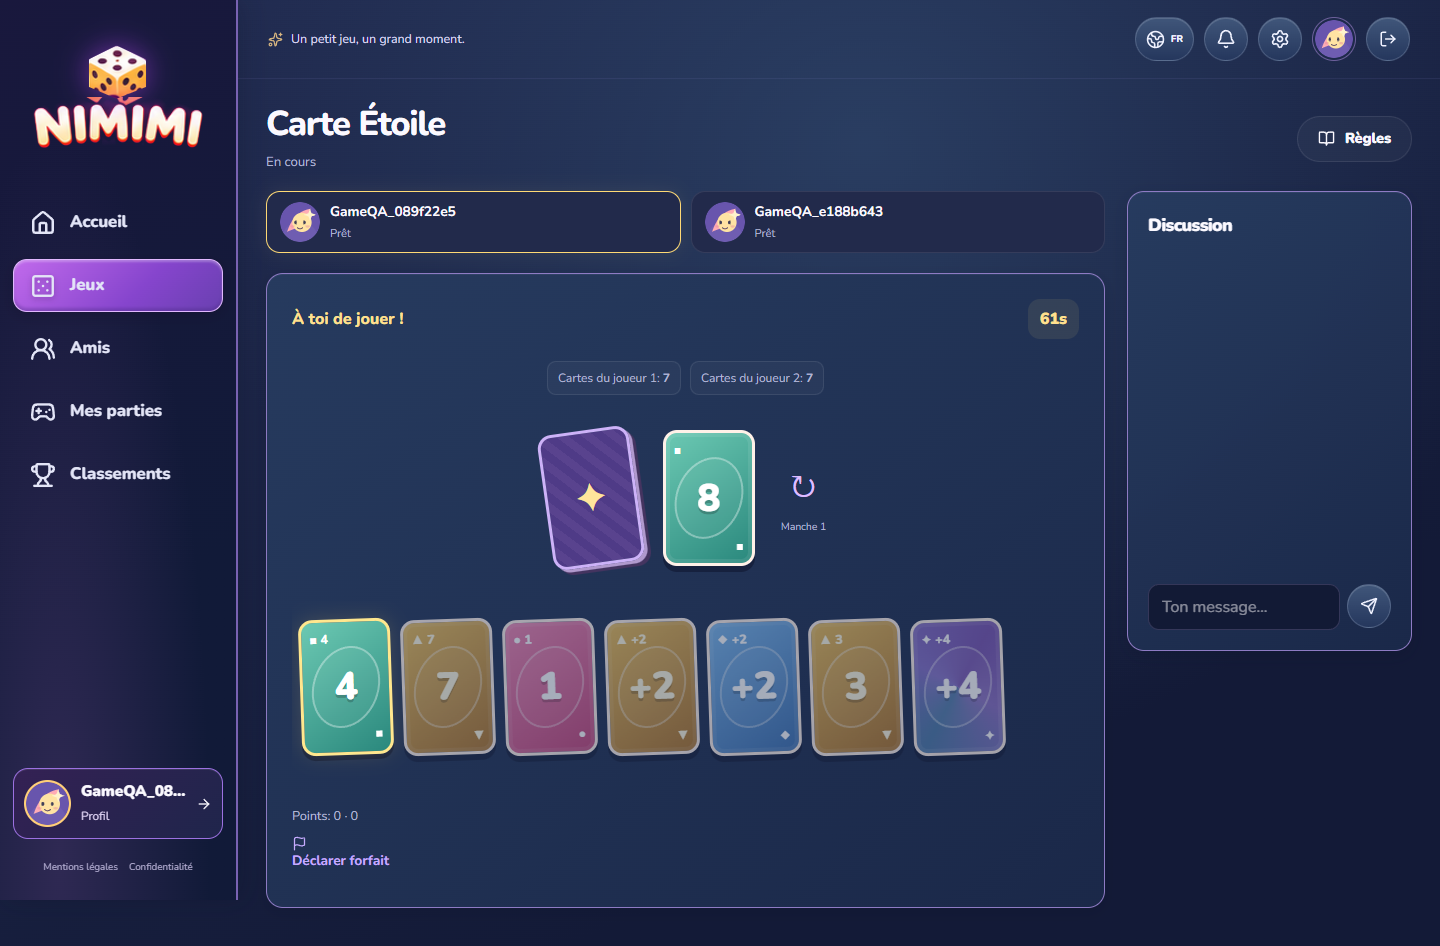 Un petit jeu, un grand moment.
FR
NIMIMI
Accueil
Jeux
Amis
Mes parties
Classements
GameQA_08...
Profil
Mentions légales Confidentialité
Carte Étoile
En cours
Règles
GameQA_089f22e5
Prêt
GameQA_e188b643
Prêt
À toi de jouer !
61s
Cartes du joueur 1: 7
Cartes du joueur 2: 7
8
Manche 1
4
4
7
7
1
1
+2
+2
+2
+2
3
3
+4
+4
Points: 0 · 0
Déclarer forfait
Discussion
Ton message...